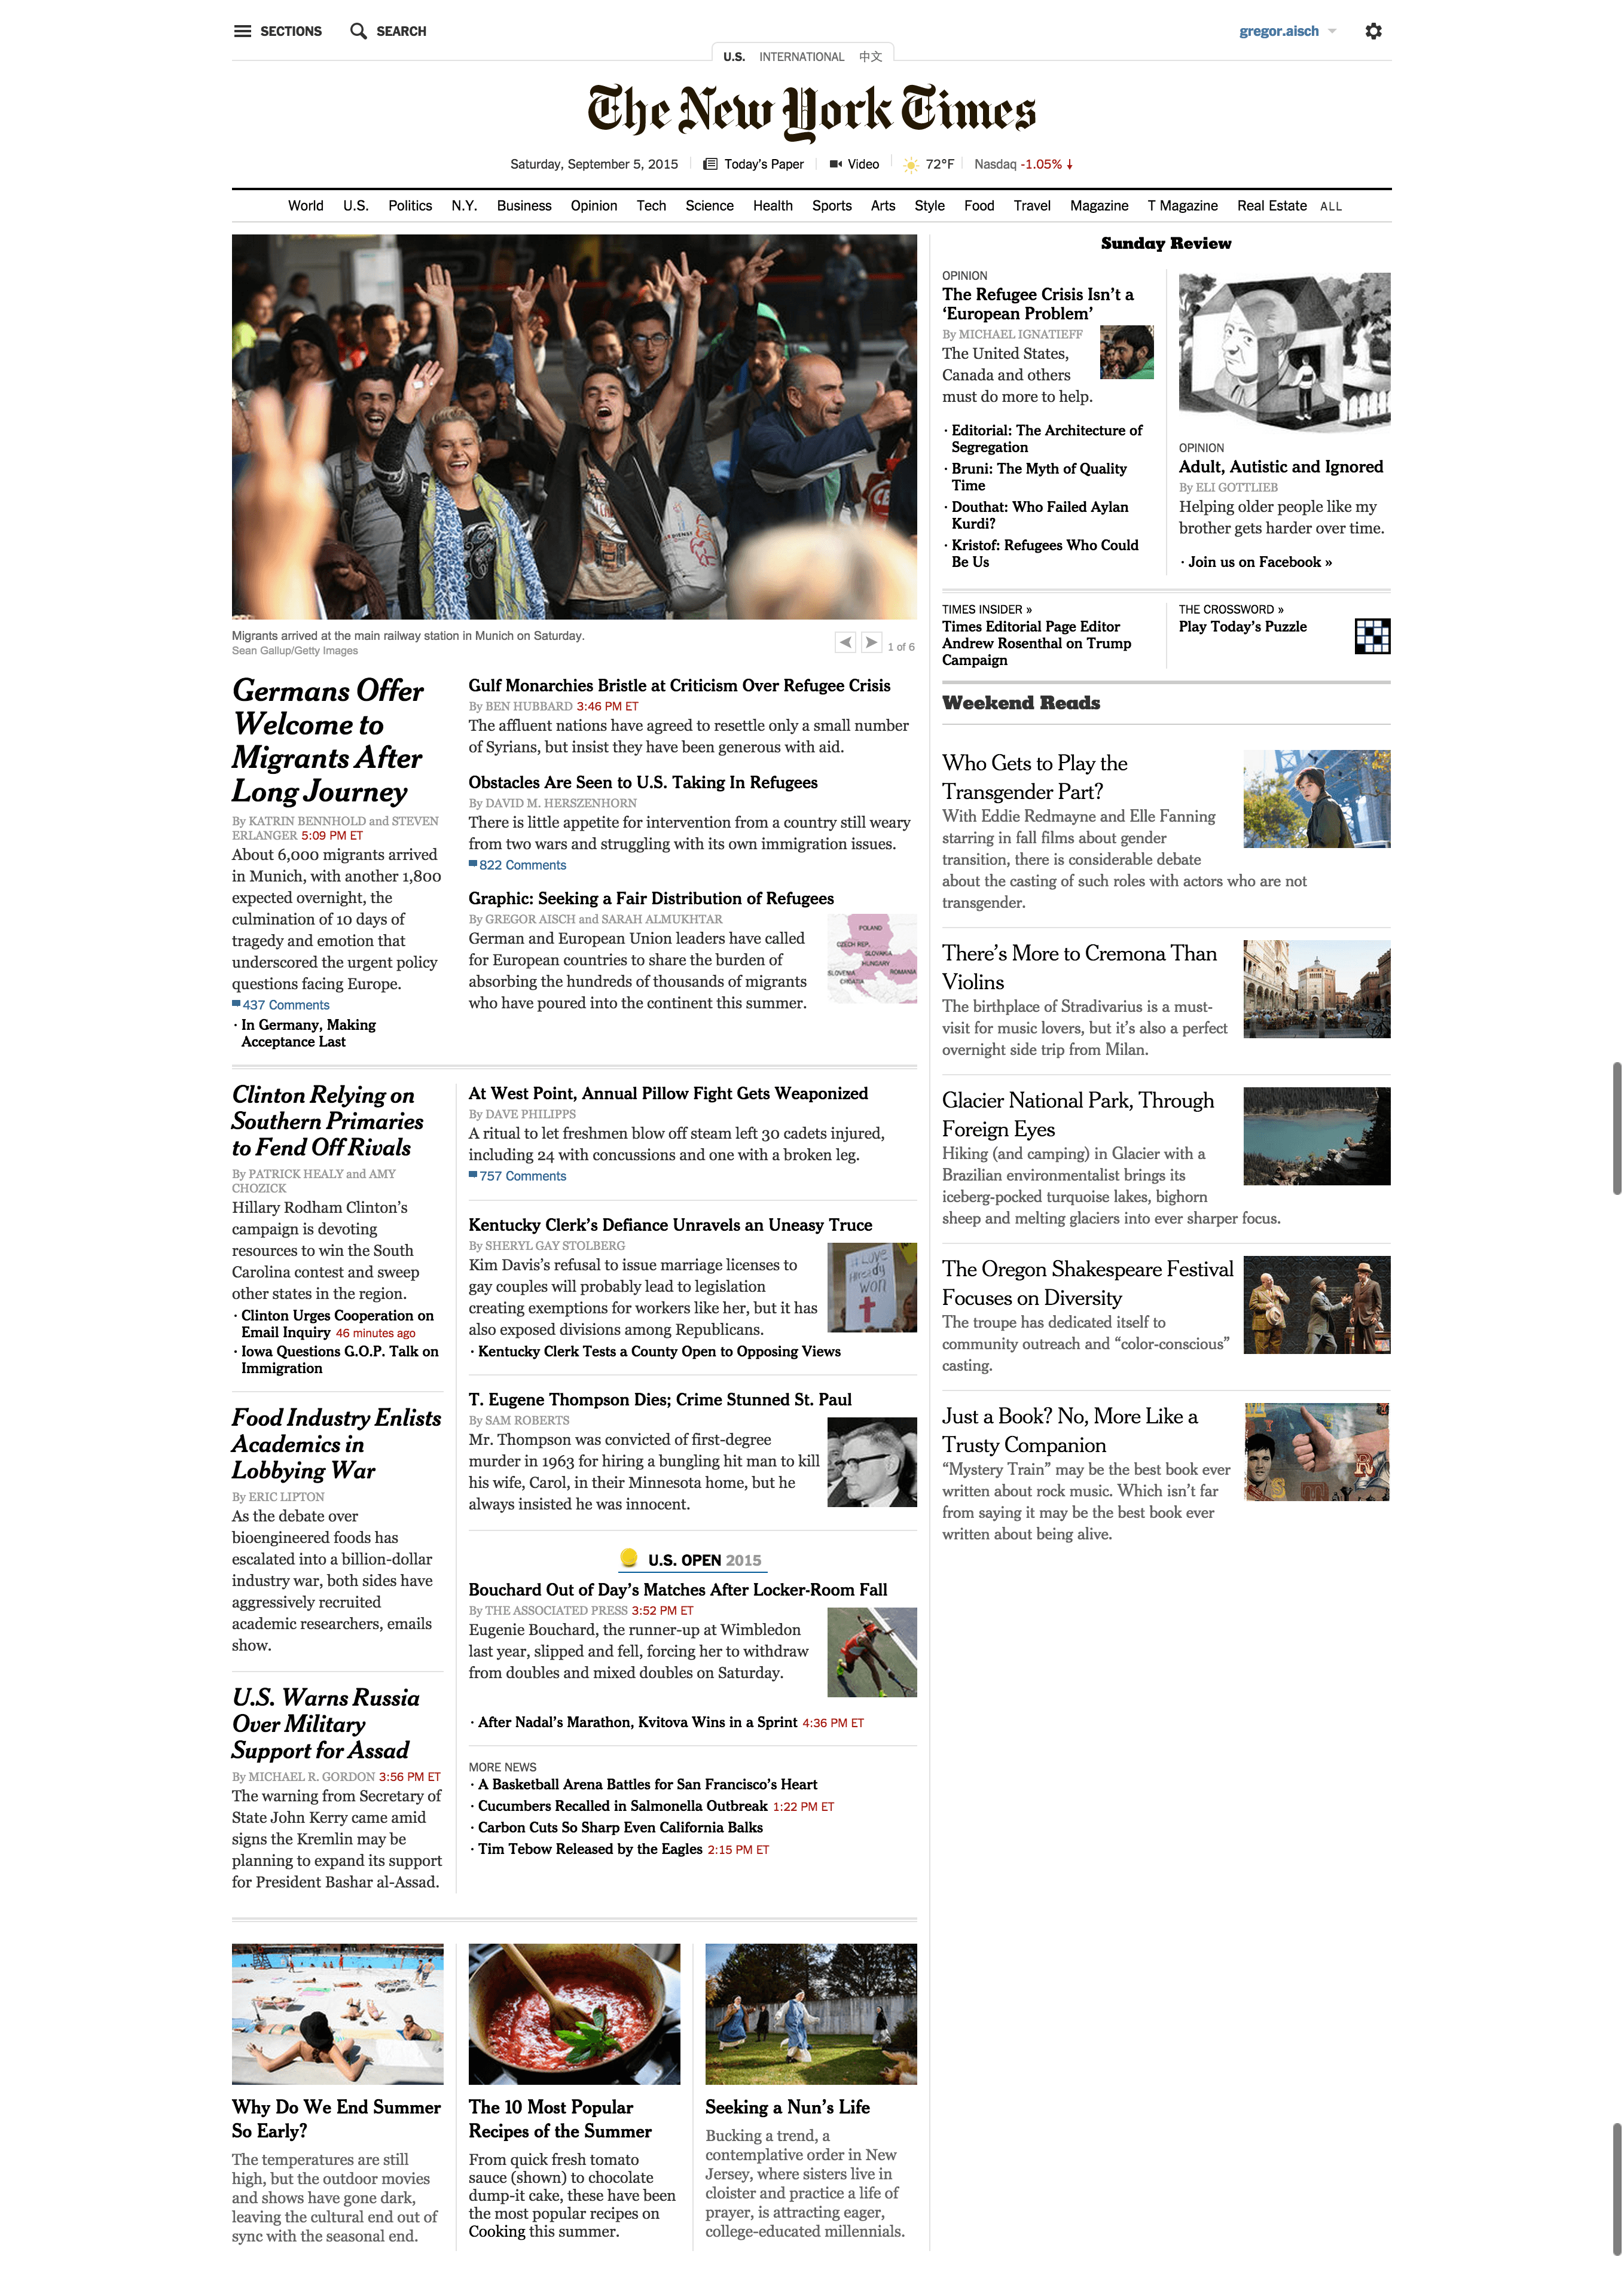 SECTIONS
SEARCH
gregor.aisch
U.S. INTERNATIONAL 中文
The New York Times
Saturday, September 5, 2015
Today's Paper
Video
72°F
Nasdaq -1.05%
World U.S. Politics N.Y. Business Opinion Tech Science Health Sports Arts Style Food Travel Magazine T Magazine Real Estate ALL
Migrants arrived at the main railway station in Munich on Saturday.
Sean Gallup/Getty Images
1 of 6
Germans Offer
Welcome to
Migrants After
Long Journey
By KATRIN BENNHOLD and STEVEN
ERLANGER 5:09 PM ET
About 6,000 migrants arrived
in Munich, with another 1,800
expected overnight, the
culmination of 10 days of
tragedy and emotion that
underscored the urgent policy
questions facing Europe.
437 Comments
· In Germany, Making
Acceptance Last
Gulf Monarchies Bristle at Criticism Over Refugee Crisis
By BEN HUBBARD 3:46 PM ET
The affluent nations have agreed to resettle only a small number
of Syrians, but insist they have been generous with aid.
Obstacles Are Seen to U.S. Taking In Refugees
By DAVID M. HERSZENHORN
There is little appetite for intervention from a country still weary
from two wars and struggling with its own immigration issues.
822 Comments
Graphic: Seeking a Fair Distribution of Refugees
By GREGOR AISCH and SARAH ALMUKHTAR
German and European Union leaders have called
for European countries to share the burden of
absorbing the hundreds of thousands of migrants
who have poured into the continent this summer.
POLAND
CZECH REP.
SLOVAKIA
HUNGARY
SLOVENIA
ROMANIA
CROATIA
Clinton Relying on
Southern Primaries
to Fend Off Rivals
By PATRICK HEALY and AMY
CHOZICK
Hillary Rodham Clinton's
campaign is devoting
resources to win the South
Carolina contest and sweep
other states in the region.
· Clinton Urges Cooperation on
Email Inquiry 46 minutes ago
· Iowa Questions G.O.P. Talk on
Immigration
Food Industry Enlists
Academics in
Lobbying War
By ERIC LIPTON
As the debate over
bioengineered foods has
escalated into a billion-dollar
industry war, both sides have
aggressively recruited
academic researchers, emails
show.
U.S. Warns Russia
Over Military
Support for Assad
By MICHAEL R. GORDON 3:56 PM ET
The warning from Secretary of
State John Kerry came amid
signs the Kremlin may be
planning to expand its support
for President Bashar al-Assad.
At West Point, Annual Pillow Fight Gets Weaponized
By DAVE PHILIPPS
A ritual to let freshmen blow off steam left 30 cadets injured,
including 24 with concussions and one with a broken leg.
757 Comments
Kentucky Clerk's Defiance Unravels an Uneasy Truce
By SHERYL GAY STOLBERG
Kim Davis's refusal to issue marriage licenses to
gay couples will probably lead to legislation
creating exemptions for workers like her, but it has
also exposed divisions among Republicans.
# LOVE
Already
won
· Kentucky Clerk Tests a County Open to Opposing Views
T. Eugene Thompson Dies; Crime Stunned St. Paul
By SAM ROBERTS
Mr. Thompson was convicted of first-degree
murder in 1963 for hiring a bungling hit man to kill
his wife, Carol, in their Minnesota home, but he
always insisted he was innocent.
U.S. OPEN 2015
Bouchard Out of Day's Matches After Locker-Room Fall
By THE ASSOCIATED PRESS 3:52 PM ET
Eugenie Bouchard, the runner-up at Wimbledon
last year, slipped and fell, forcing her to withdraw
from doubles and mixed doubles on Saturday.
· After Nadal's Marathon, Kvitova Wins in a Sprint 4:36 PM ET
MORE NEWS
· A Basketball Arena Battles for San Francisco's Heart
· Cucumbers Recalled in Salmonella Outbreak 1:22 PM ET
· Carbon Cuts So Sharp Even California Balks
· Tim Tebow Released by the Eagles 2:15 PM ET
Why Do We End Summer
So Early?
The temperatures are still
high, but the outdoor movies
and shows have gone dark,
leaving the cultural end out of
sync with the seasonal end.
The 10 Most Popular
Recipes of the Summer
From quick fresh tomato
sauce (shown) to chocolate
dump-it cake, these have been
the most popular recipes on
Cooking this summer.
Seeking a Nun's Life
Bucking a trend, a
contemplative order in New
Jersey, where sisters live in
cloister and practice a life of
prayer, is attracting eager,
college-educated millennials.
Sunday Review
OPINION
The Refugee Crisis Isn't a
‘European Problem’
By MICHAEL IGNATIEFF
The United States,
Canada and others
must do more to help.
· Editorial: The Architecture of
Segregation
· Bruni: The Myth of Quality
Time
· Douthat: Who Failed Aylan
Kurdi?
· Kristof: Refugees Who Could
Be Us
OPINION
Adult, Autistic and Ignored
By ELI GOTTLIEB
Helping older people like my
brother gets harder over time.
· Join us on Facebook »
TIMES INSIDER »
Times Editorial Page Editor
Andrew Rosenthal on Trump
Campaign
THE CROSSWORD »
Play Today's Puzzle
Weekend Reads
Who Gets to Play the
Transgender Part?
With Eddie Redmayne and Elle Fanning
starring in fall films about gender
transition, there is considerable debate
about the casting of such roles with actors who are not
transgender.
There's More to Cremona Than
Violins
The birthplace of Stradivarius is a must-
visit for music lovers, but it's also a perfect
overnight side trip from Milan.
Glacier National Park, Through
Foreign Eyes
Hiking (and camping) in Glacier with a
Brazilian environmentalist brings its
iceberg-pocked turquoise lakes, bighorn
sheep and melting glaciers into ever sharper focus.
The Oregon Shakespeare Festival
Focuses on Diversity
The troupe has dedicated itself to
community outreach and “color-conscious”
casting.
Just a Book? No, More Like a
Trusty Companion
“Mystery Train” may be the best book ever
written about rock music. Which isn't far
from saying it may be the best book ever
written about being alive.